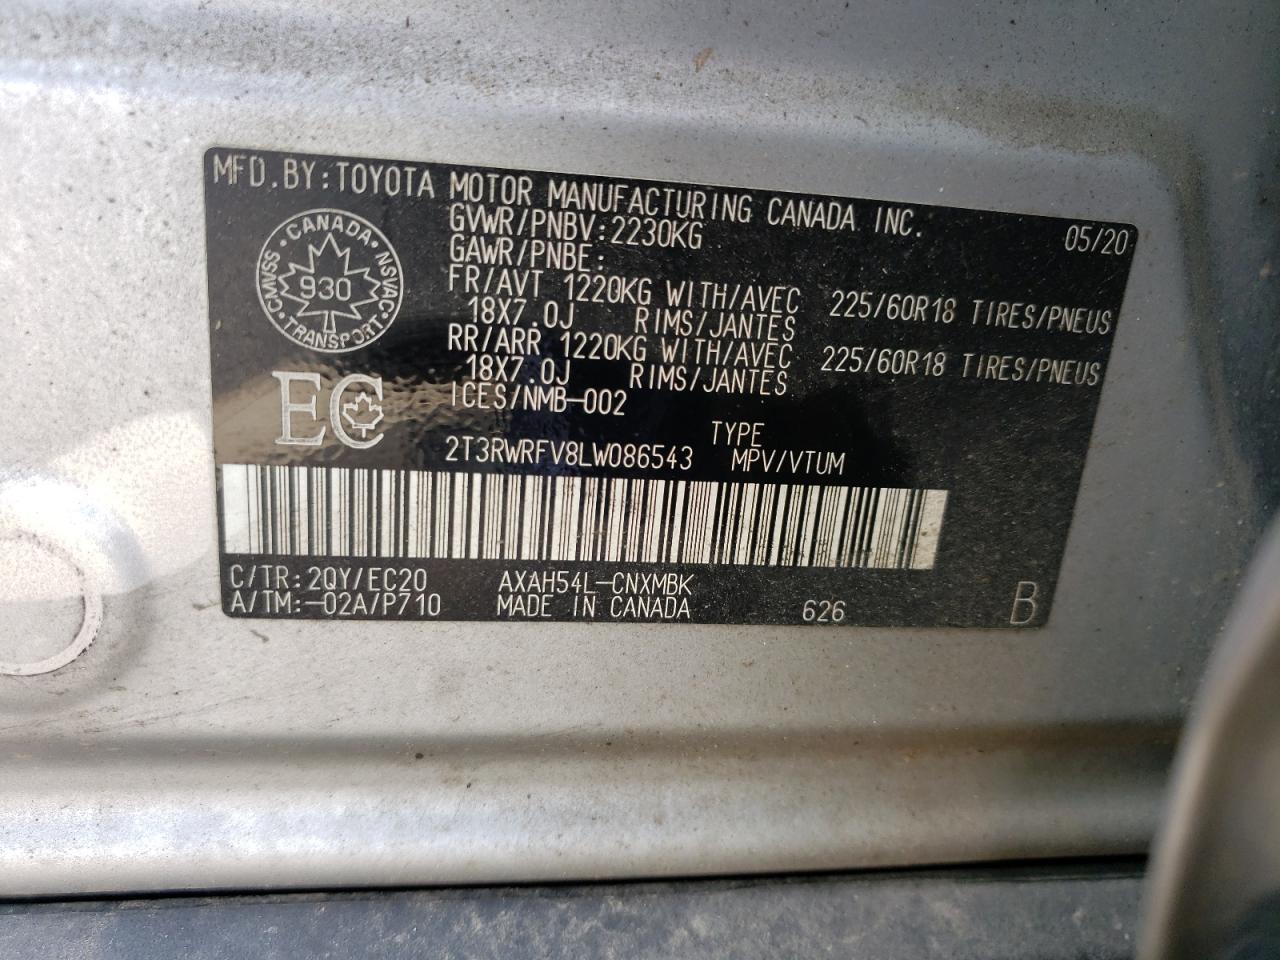 MFD.BY:TOYOTA MOTOR MANUFACTURING CANADA INC. 05/20
GVWR/PNBV:2230KG
GAWR/PNBE:
FR/AVT 1220KG WITH/AVEC 225/60R18 TIRES/PNEUS
18X7.0J RIMS/JANTES
RR/ARR 1220KG WITH/AVEC 225/60R18 TIRES/PNEUS
18X7.0J RIMS/JANTES
ICES/NMB-002
CANADA
CMVSS NSVAC
930
TRANSPORT
EC
TYPE
2T3RWRFV8LW086543 MPV/VTUM
C/TR:2QY/EC20 AXAH54L-CNXMBK
A/TM:-02A/P710 MADE IN CANADA 626 B